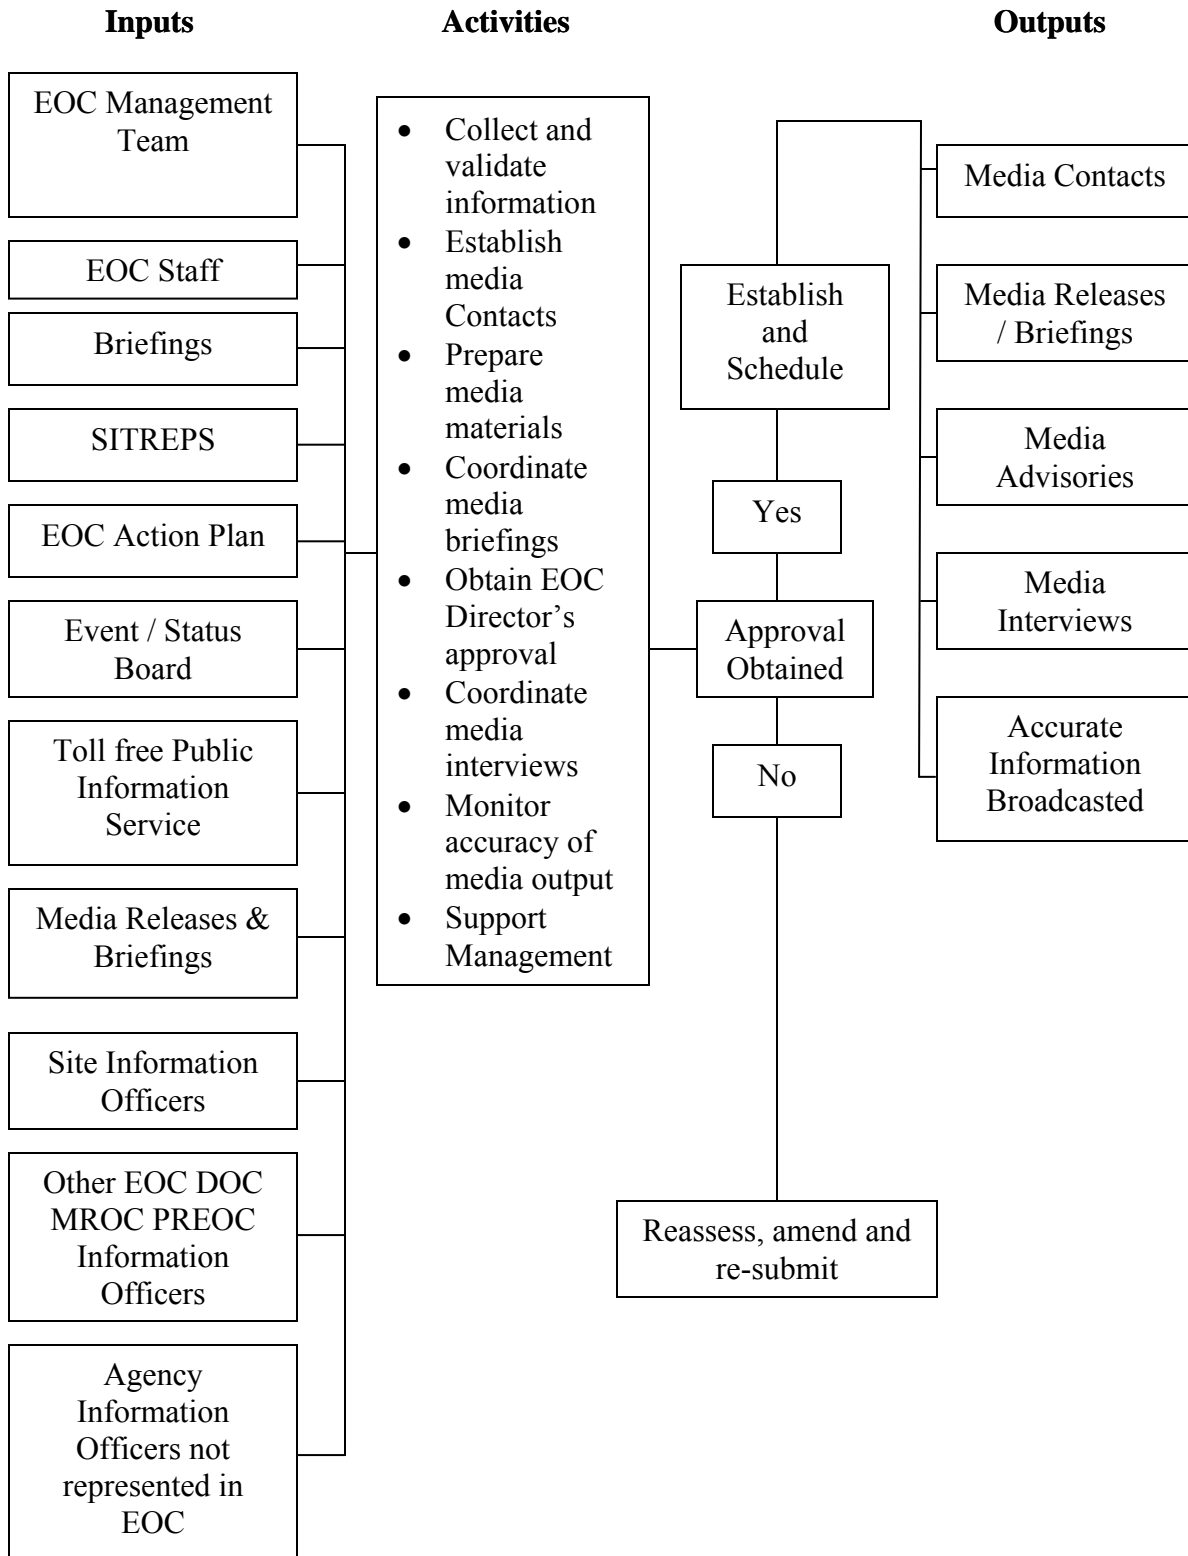 Inputs
Activities
Outputs
EOC Management
Team
EOC Staff
Briefings
SITREPS
EOC Action Plan
Event / Status
Board
Toll free Public
Information
Service
Media Releases &
Briefings
Site Information
Officers
Other EOC DOC
MROC PREOC
Information
Officers
Agency
Information
Officers not
represented in
EOC
• Collect and
validate
information
• Establish
media
Contacts
• Prepare
media
materials
• Coordinate
media
briefings
• Obtain EOC
Director’s
approval
• Coordinate
media
interviews
• Monitor
accuracy of
media output
• Support
Management
Establish
and
Schedule
Yes
Approval
Obtained
No
Reassess, amend and
re-submit
Media Contacts
Media Releases
/ Briefings
Media
Advisories
Media
Interviews
Accurate
Information
Broadcasted